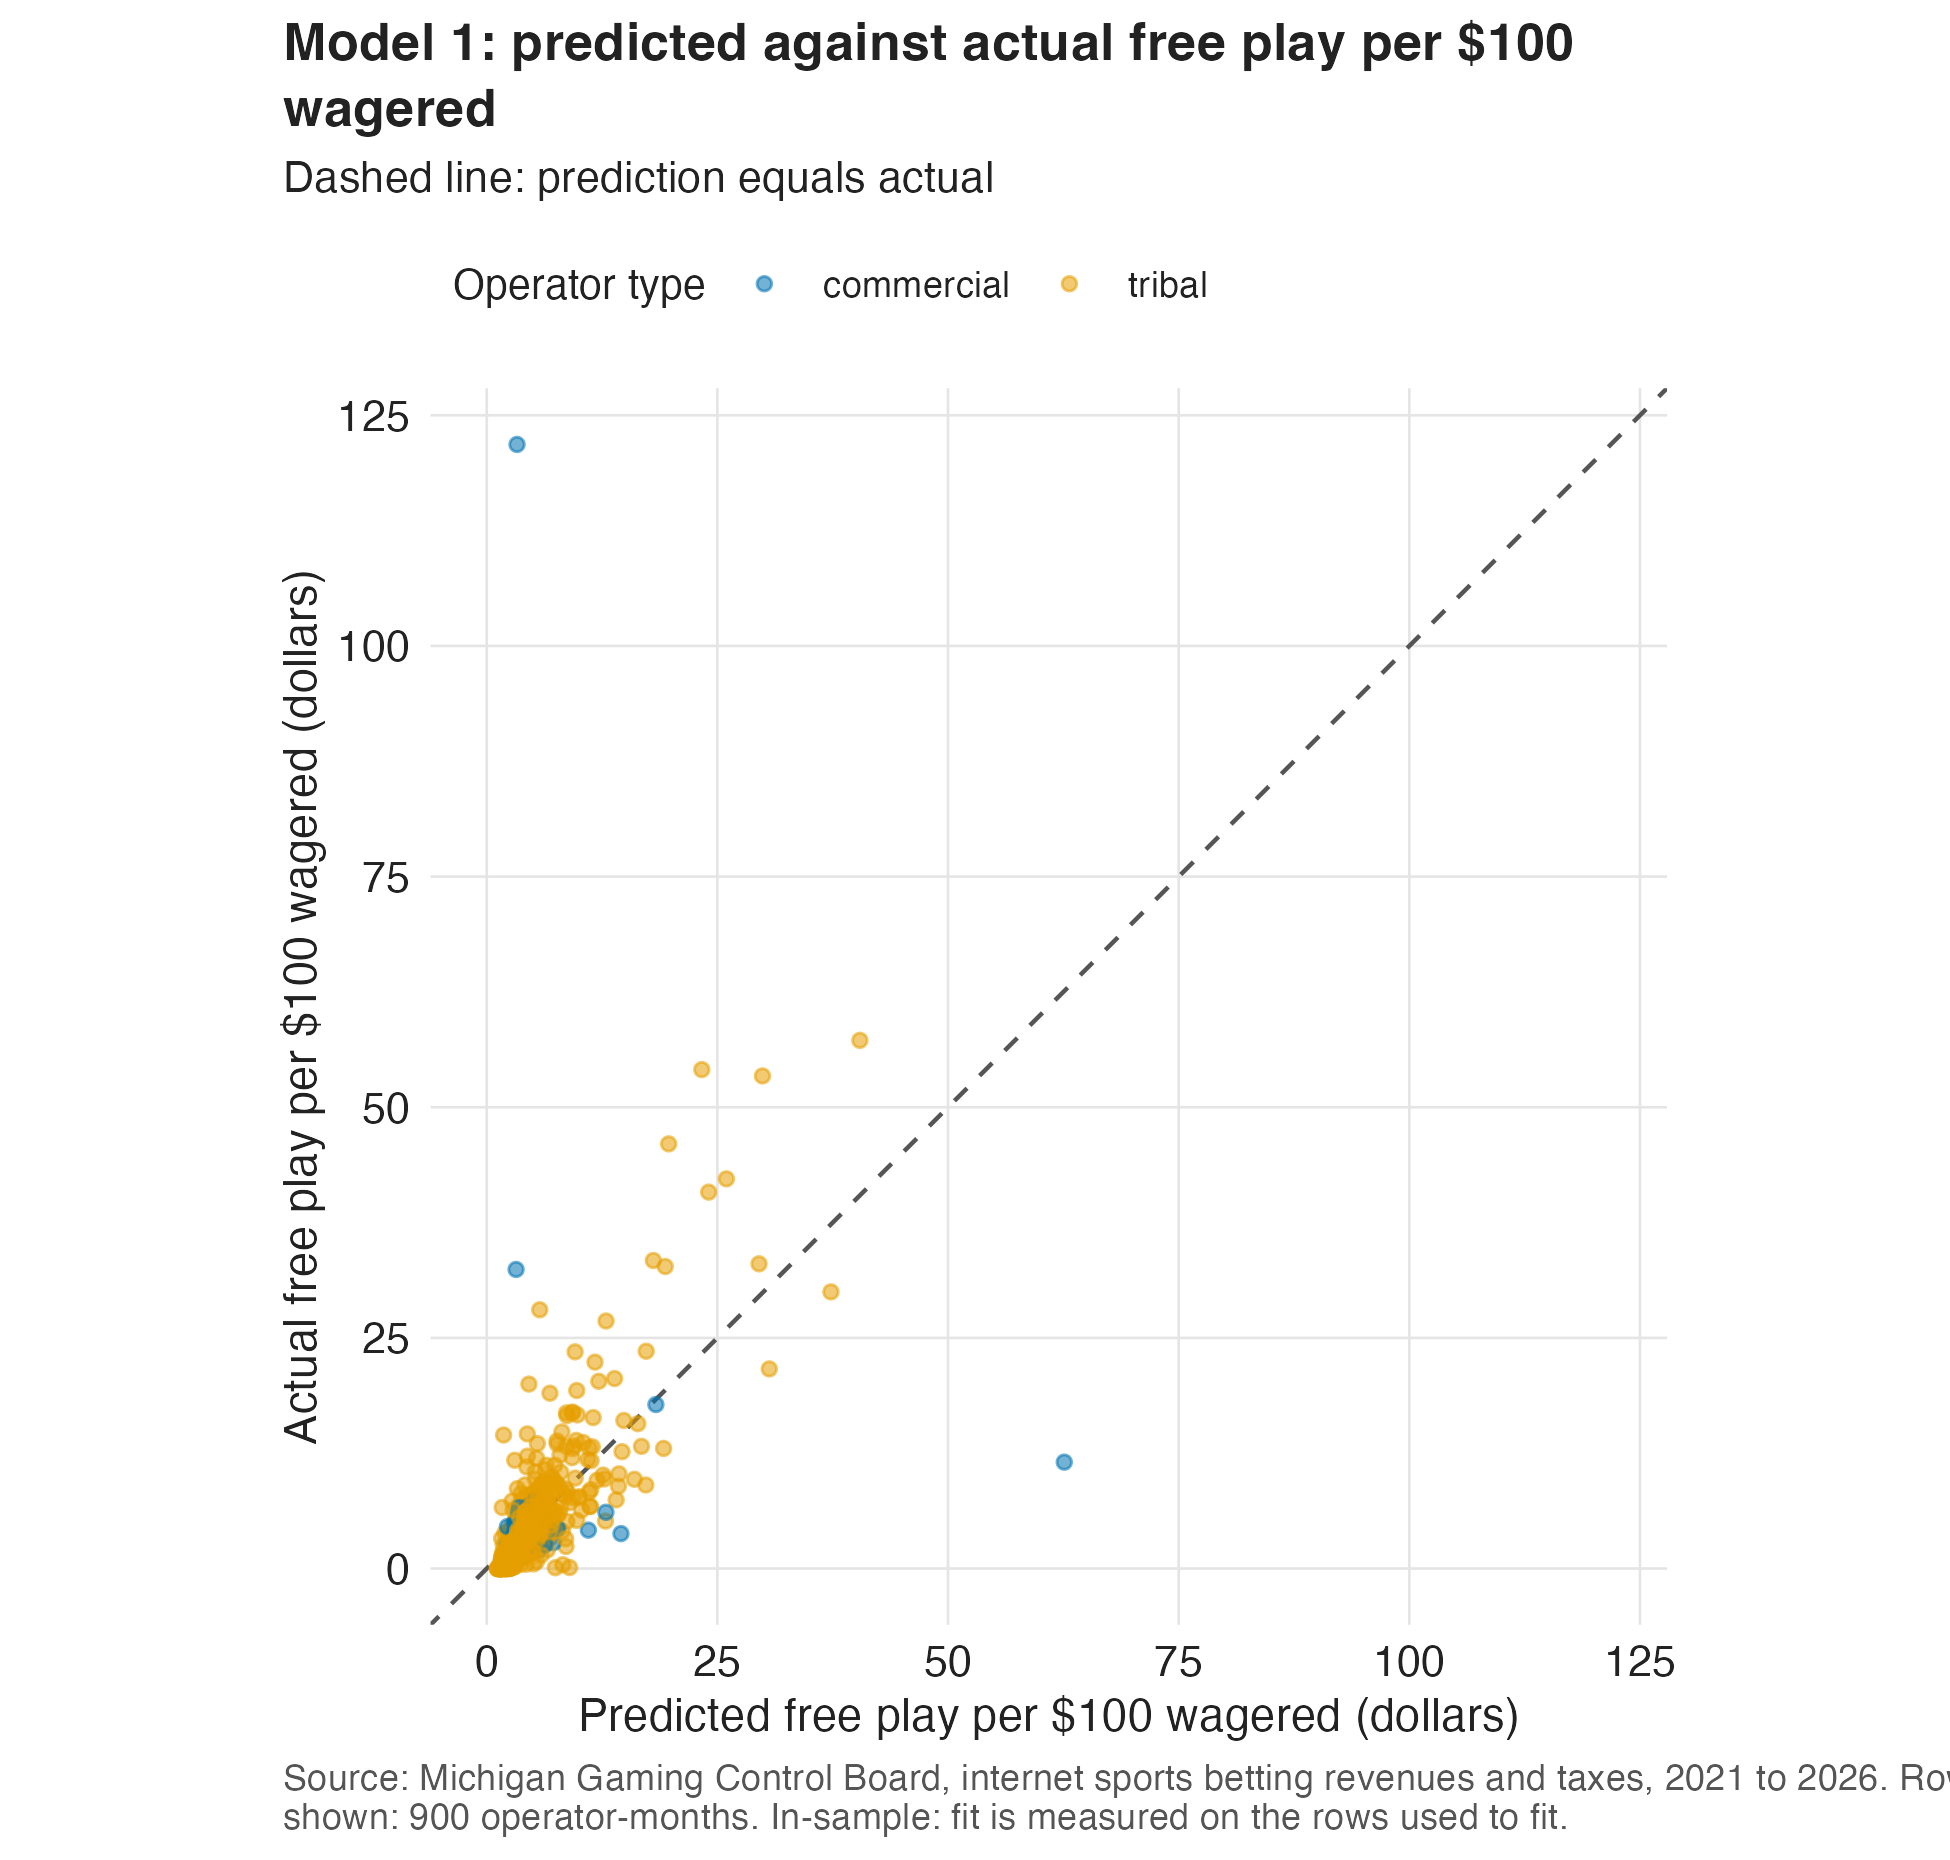 Model 1: predicted against actual free play per $100
wagered
Dashed line: prediction equals actual
Operator type
commercial
tribal
125
100
75
50
25
0
Actual free play per $100 wagered (dollars)
0
25
50
75
100
125
Predicted free play per $100 wagered (dollars)
Source: Michigan Gaming Control Board, internet sports betting revenues and taxes, 2021 to 2026.
shown: 900 operator-months. In-sample: fit is measured on the rows used to fit.